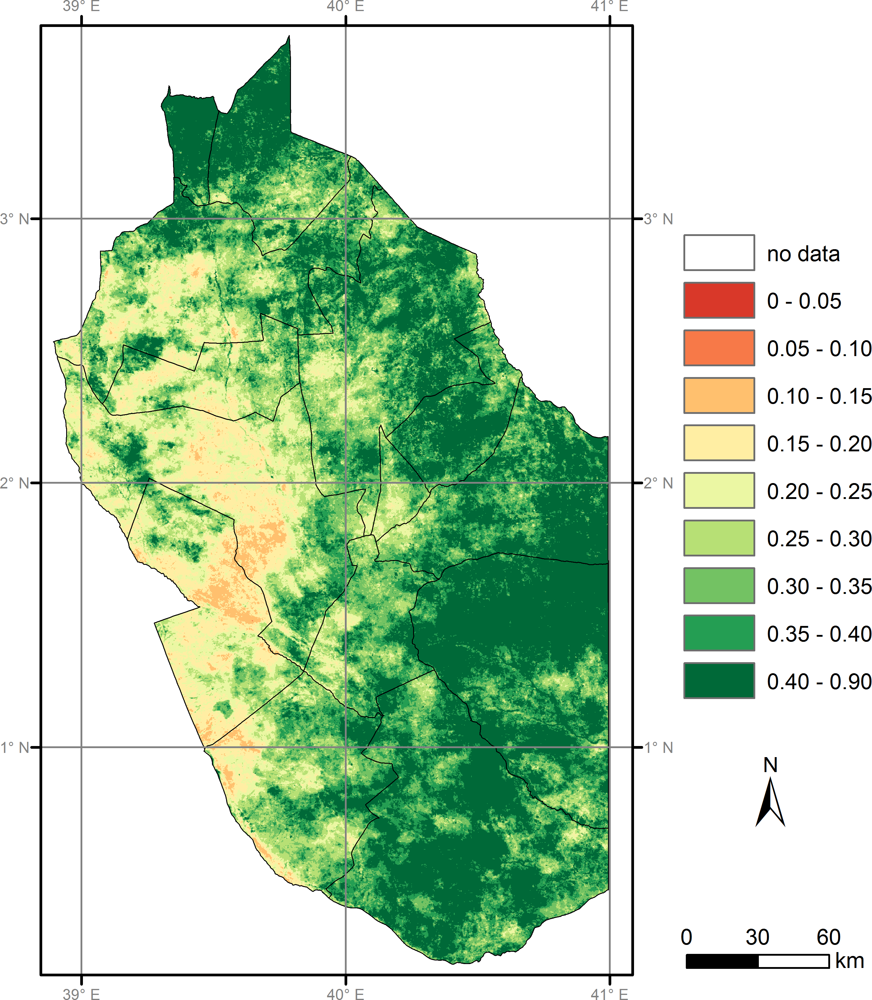 39° E 40° E 41° E
3° N 3° N
no data
0 - 0.05
0.05 - 0.10
0.10 - 0.15
0.15 - 0.20
2° N 2° N
0.20 - 0.25
0.25 - 0.30
0.30 - 0.35
0.35 - 0.40
0.40 - 0.90
1° N 1° N
N
0 30 60
km
39° E 40° E 41° E